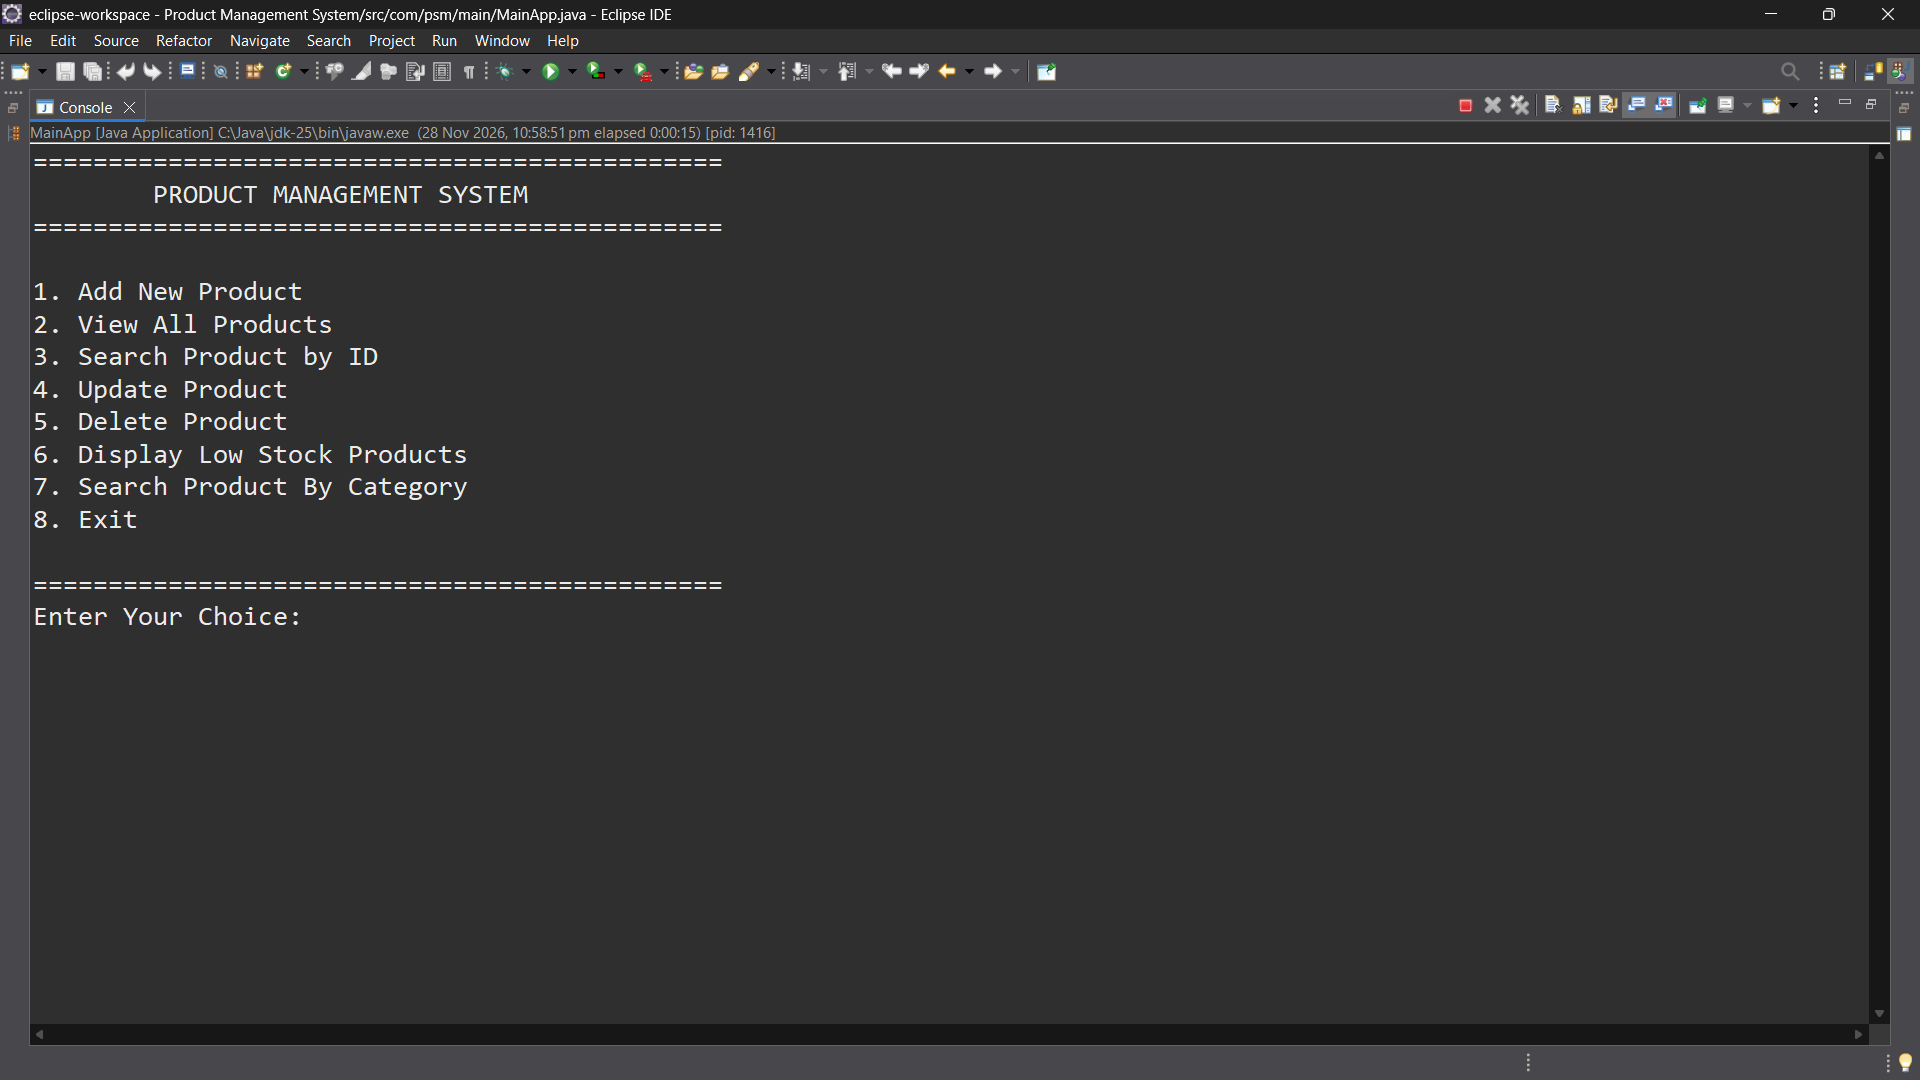 eclipse-workspace - Product Management System/src/com/psm/main/MainApp.java - Eclipse IDE
File Edit Source Refactor Navigate Search Project Run Window Help
Console
MainApp [Java Application] C:\Java\jdk-25\bin\javaw.exe (28 Nov 2026, 10:58:51 pm elapsed 0:00:15) [pid: 1416]
==============================================
PRODUCT MANAGEMENT SYSTEM
==============================================
1. Add New Product
2. View All Products
3. Search Product by ID
4. Update Product
5. Delete Product
6. Display Low Stock Products
7. Search Product By Category
8. Exit
==============================================
Enter Your Choice: